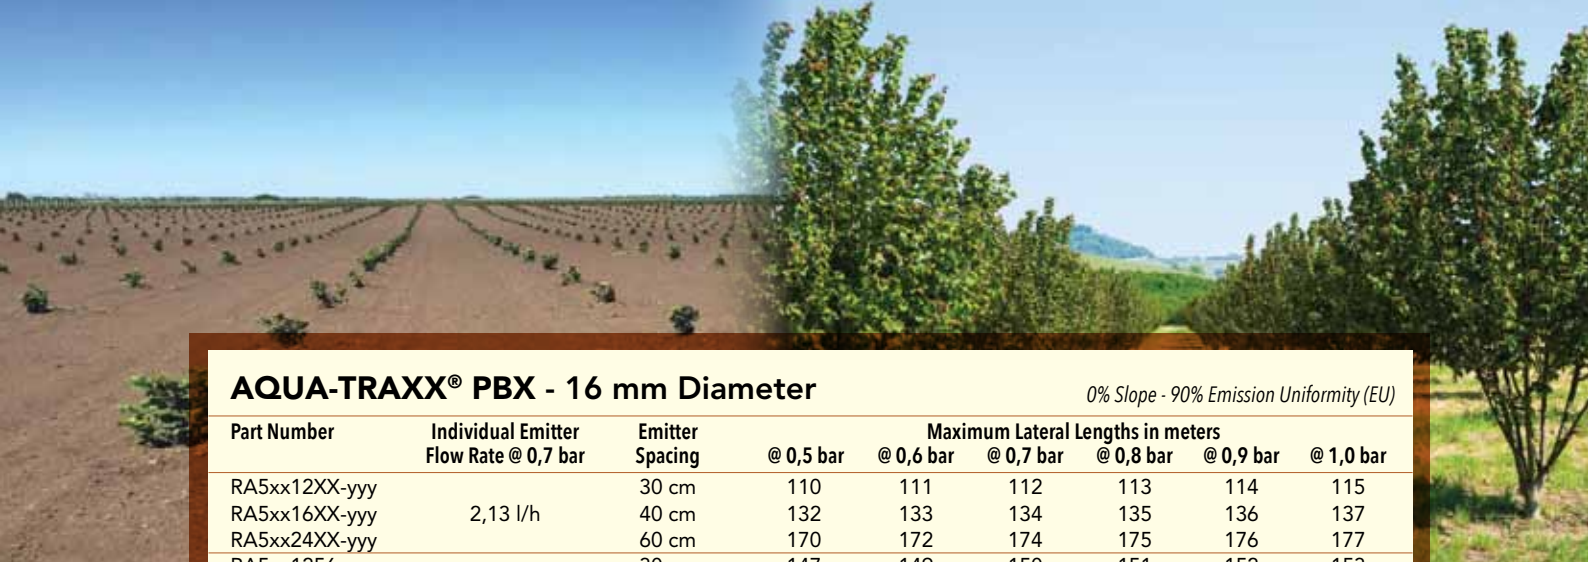 AQUA-TRAXX® PBX - 16 mm Diameter 0% Slope - 90% Emission Uniformity (EU)
Part Number Individual Emitter Emitter Maximum Lateral Lengths in meters
Flow Rate @ 0,7 bar Spacing @ 0,5 bar @ 0,6 bar @ 0,7 bar @ 0,8 bar @ 0,9 bar @ 1,0 bar
RA5xx12XX-yyy 30 cm 110 111 112 113 114 115
RA5xx16XX-yyy 2,13 l/h 40 cm 132 133 134 135 136 137
RA5xx24XX-yyy 60 cm 170 172 174 175 176 177